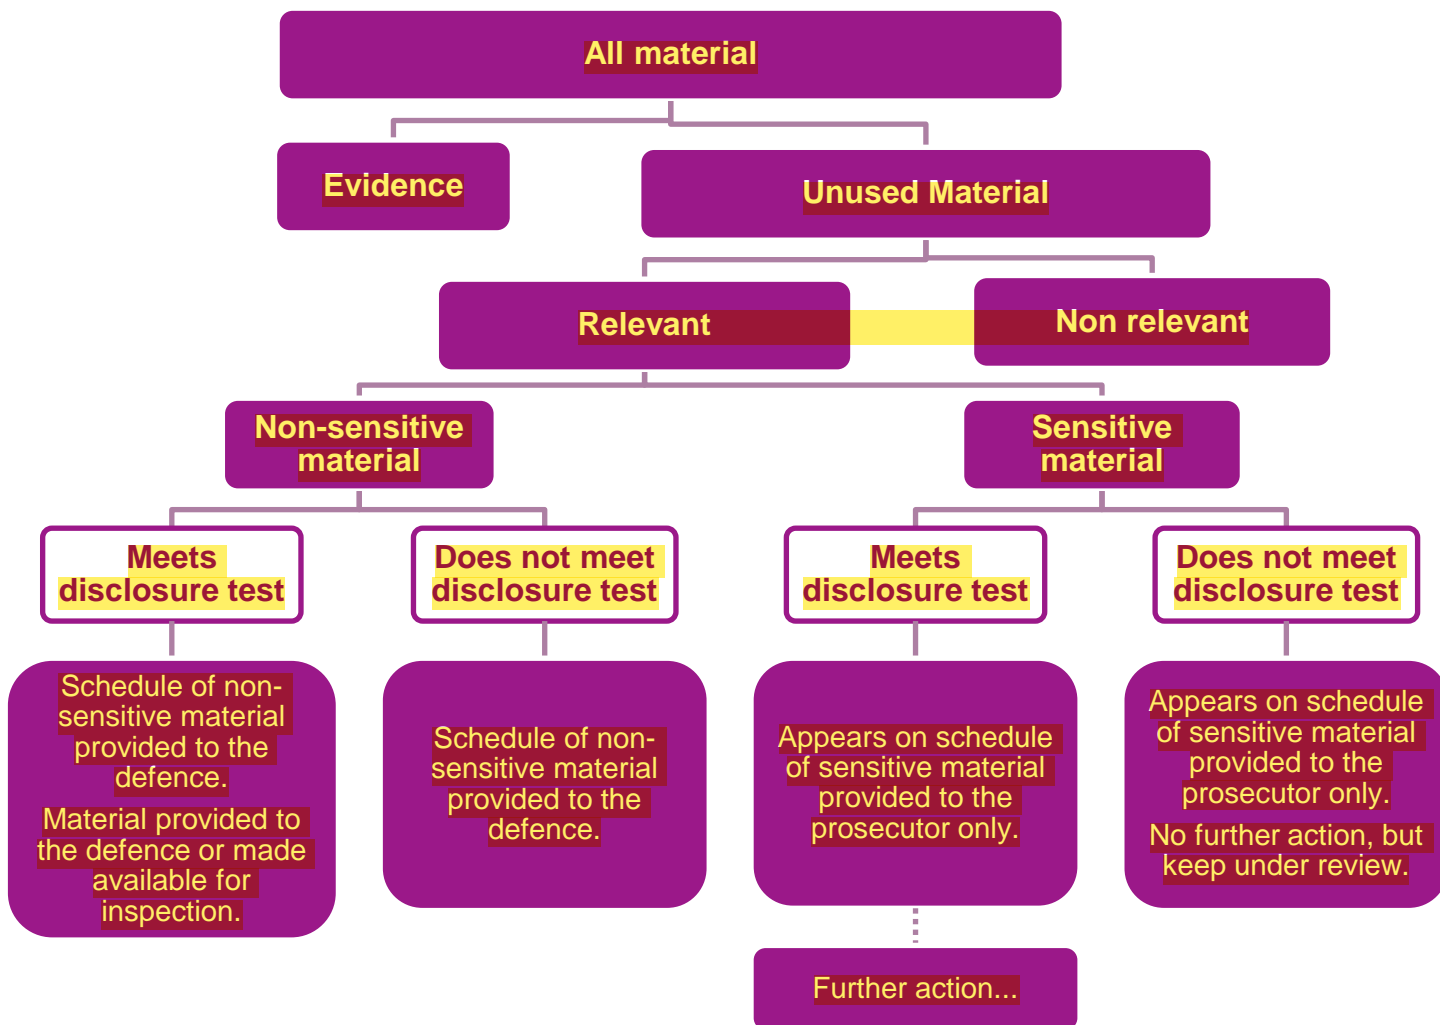 All material
Evidence
Unused Material
Relevant
Non relevant
Non-sensitive
material
Sensitive
material
Meets
disclosure test
Does not meet
disclosure test
Meets
disclosure test
Does not meet
disclosure test
Schedule of non-
sensitive material
provided to the
defence.
Material provided to
the defence or made
available for
inspection.
Schedule of non-
sensitive material
provided to the
defence.
Appears on schedule
of sensitive material
provided to the
prosecutor only.
Appears on schedule
of sensitive material
provided to the
prosecutor only.
No further action, but
keep under review.
Further action...